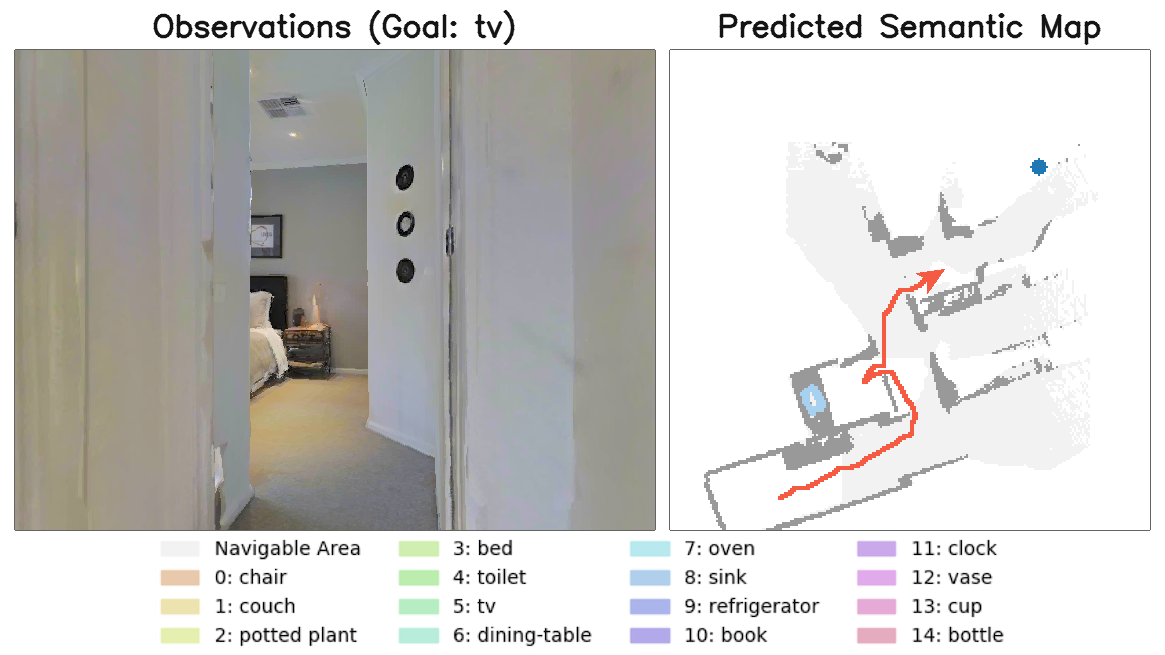 Observations (Goal: tv)
Predicted Semantic Map
Navigable Area
0: chair
1: couch
2: potted plant
3: bed
4: toilet
5: tv
6: dining-table
7: oven
8: sink
9: refrigerator
10: book
11: clock
12: vase
13: cup
14: bottle